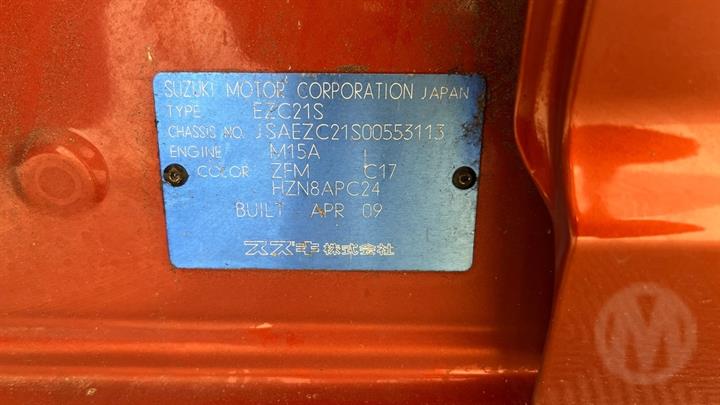 SUZUKI MOTOR CORPORATION JAPAN
TYPE EZC21S
CHASSIS NO. JSAEZC21S00553113
ENGINE M15A
COLOR ZFM C17
HZN8APC24
BUILT APR 09
スズキ株式会社
M